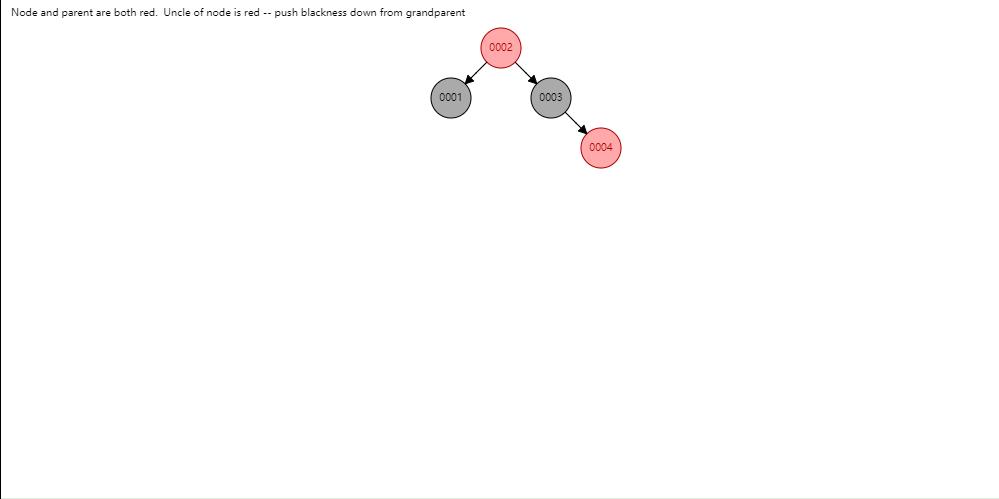 Node and parent are both red.  Uncle of node is red -- push blackness down from grandparent
0002
0001
0003
0004